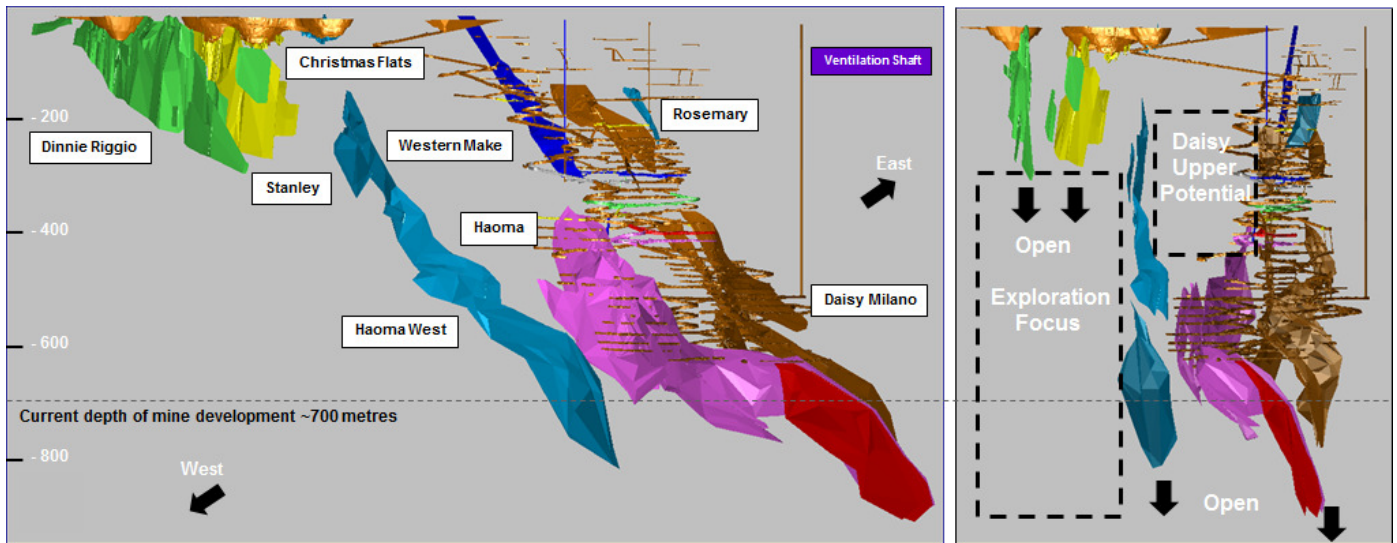 Christmas Flats
Ventilation Shaft
- 200
Dinnie Riggio
Western Make
Rosemary
Stanley
East
- 400
Haoma
Daisy Milano
Haoma West
- 600
Current depth of mine development ~700 metres
- 800
West
Daisy
Upper
Potential
Open
Exploration
Focus
Open